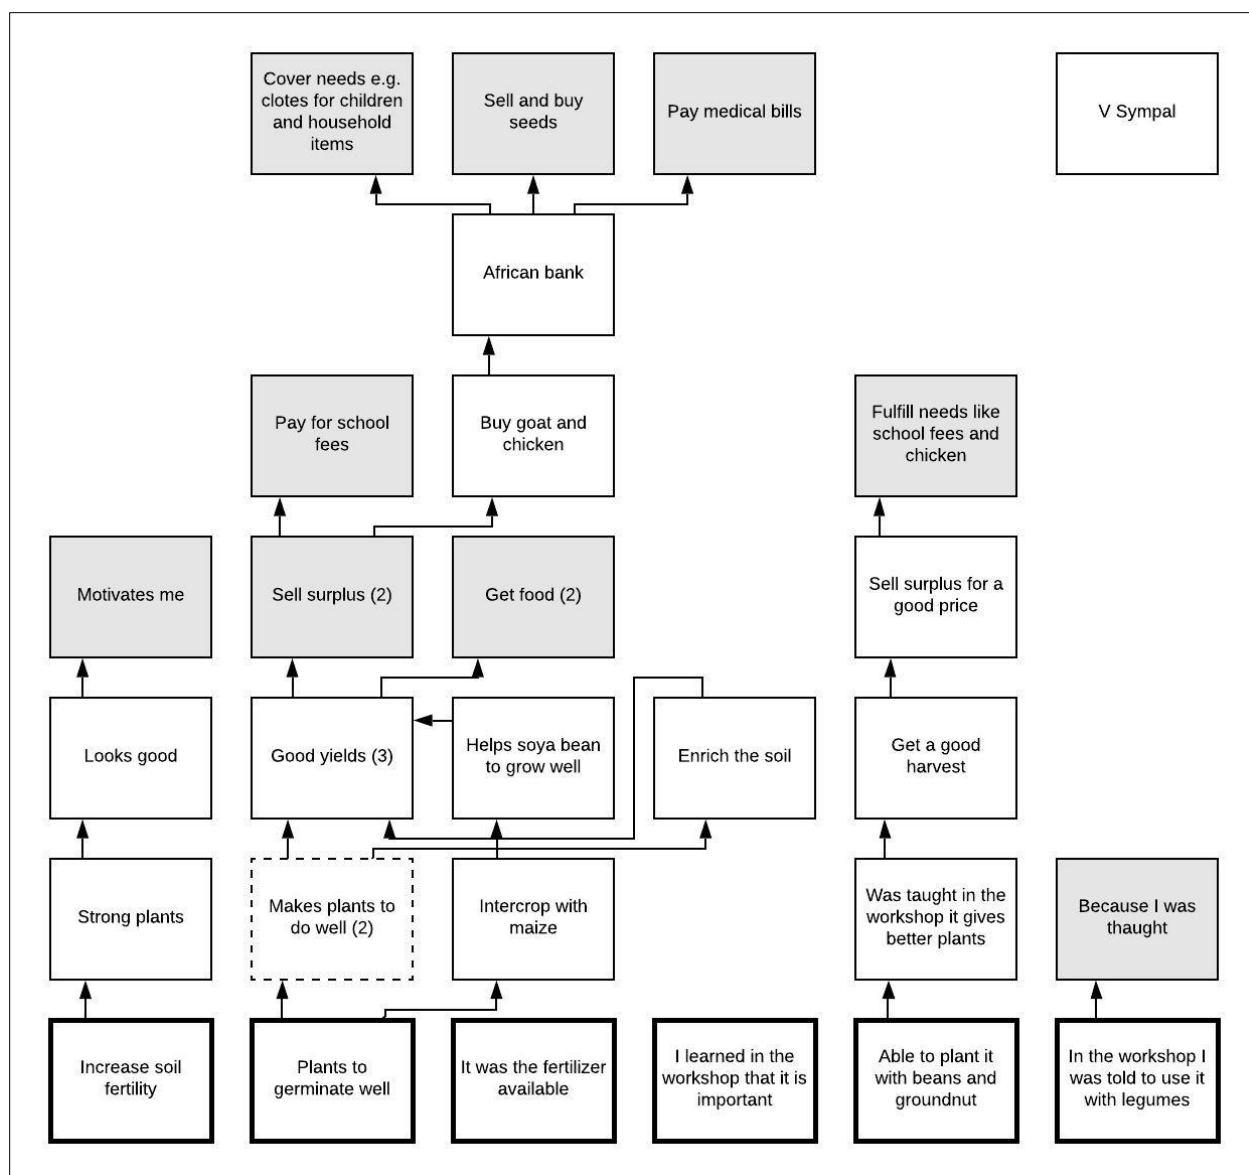 Cover needs e.g.
clotes for children
and household
items
Sell and buy
seeds
Pay medical bills
V Sympal
African bank
Pay for school
fees
Buy goat and
chicken
Fulfill needs like
school fees and
chicken
Motivates me
Sell surplus (2)
Get food (2)
Sell surplus for a
good price
Looks good
Good yields (3)
Helps soya bean
to grow well
Enrich the soil
Get a good
harvest
Strong plants
Makes plants to
do well (2)
Intercrop with
maize
Was taught in the
workshop it gives
better plants
Because I was
thaught
Increase soil
fertility
Plants to
germinate well
It was the fertilizer
available
I learned in the
workshop that it is
important
Able to plant it
with beans and
groundnut
In the workshop I
was told to use it
with legumes